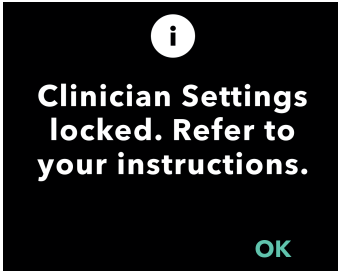 i
Clinician Settings
locked. Refer to
your instructions.
OK